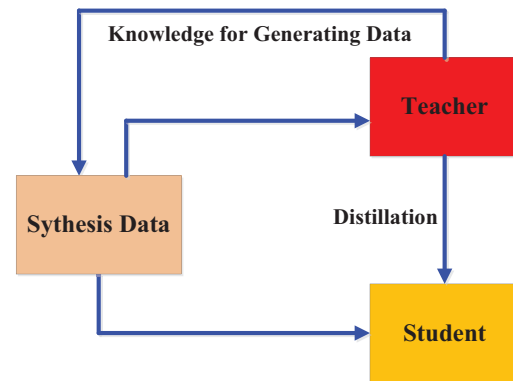 Knowledge for Generating Data
Teacher
Sythesis Data
Distillation
Student